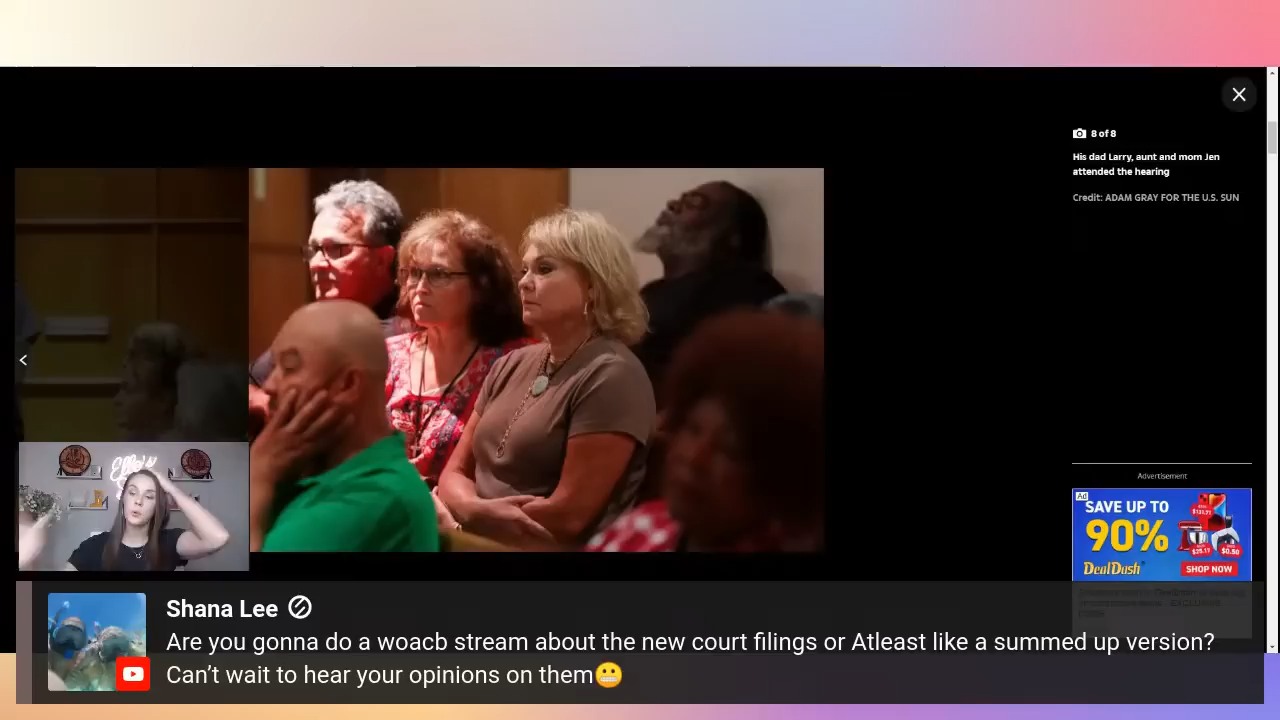 8 of 8
His dad Larry, aunt and mom Jen
attended the hearing
Credit: ADAM GRAY FOR THE U.S. SUN
Advertisement
Ad
SAVE UP TO
90%
DealDash
SHOP NOW
Shana Lee
Are you gonna do a woacb stream about the new court filings or Atleast like a summed up version?
Can’t wait to hear your opinions on them😬